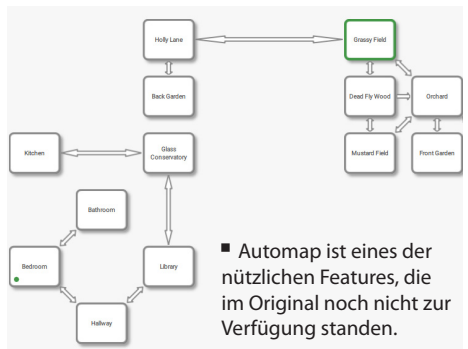 Holly Lane
Grassy Field
Back Garden
Dead Fly Wood
Orchard
Kitchen
Glass
Conservatory
Mustard Field
Front Garden
Bathroom
Bedroom
Library
Hallway
■ Automap ist eines der
nützlichen Features, die
im Original noch nicht zur
Verfügung standen.